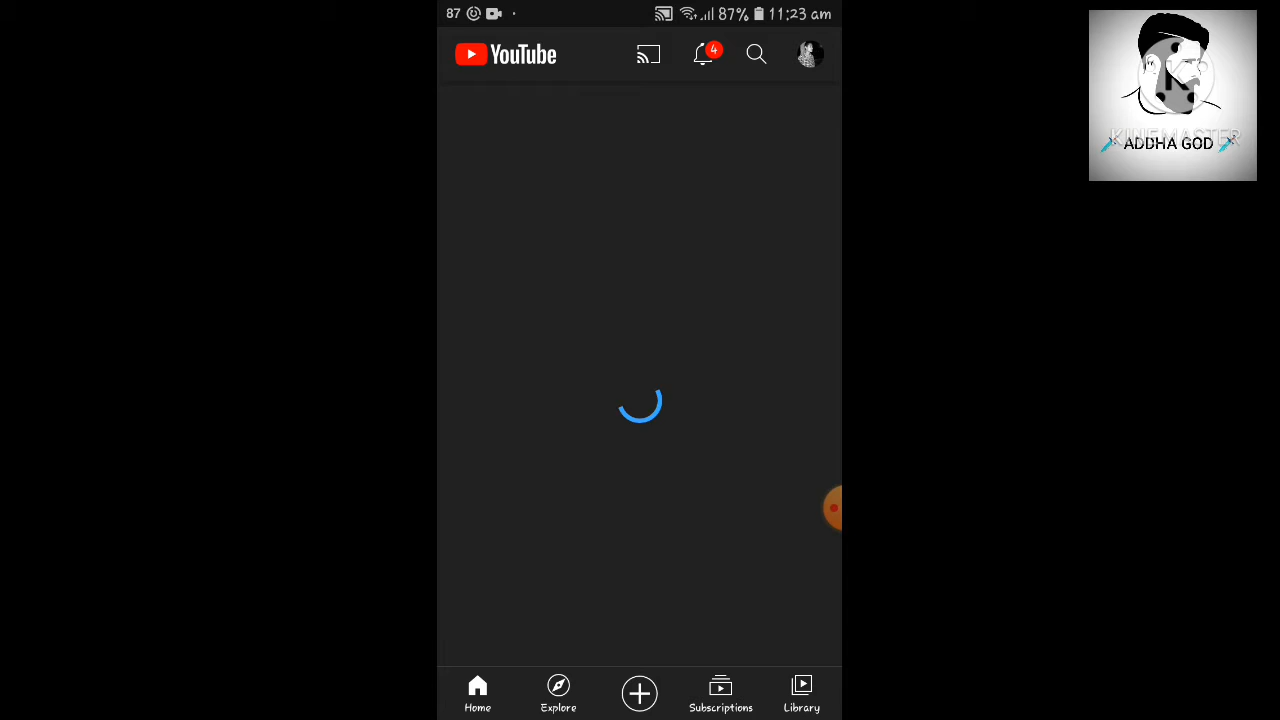 87 87% 11:23 am
YouTube 4
K
KINEMASTER
ADDHA GOD
Home Explore Subscriptions Library